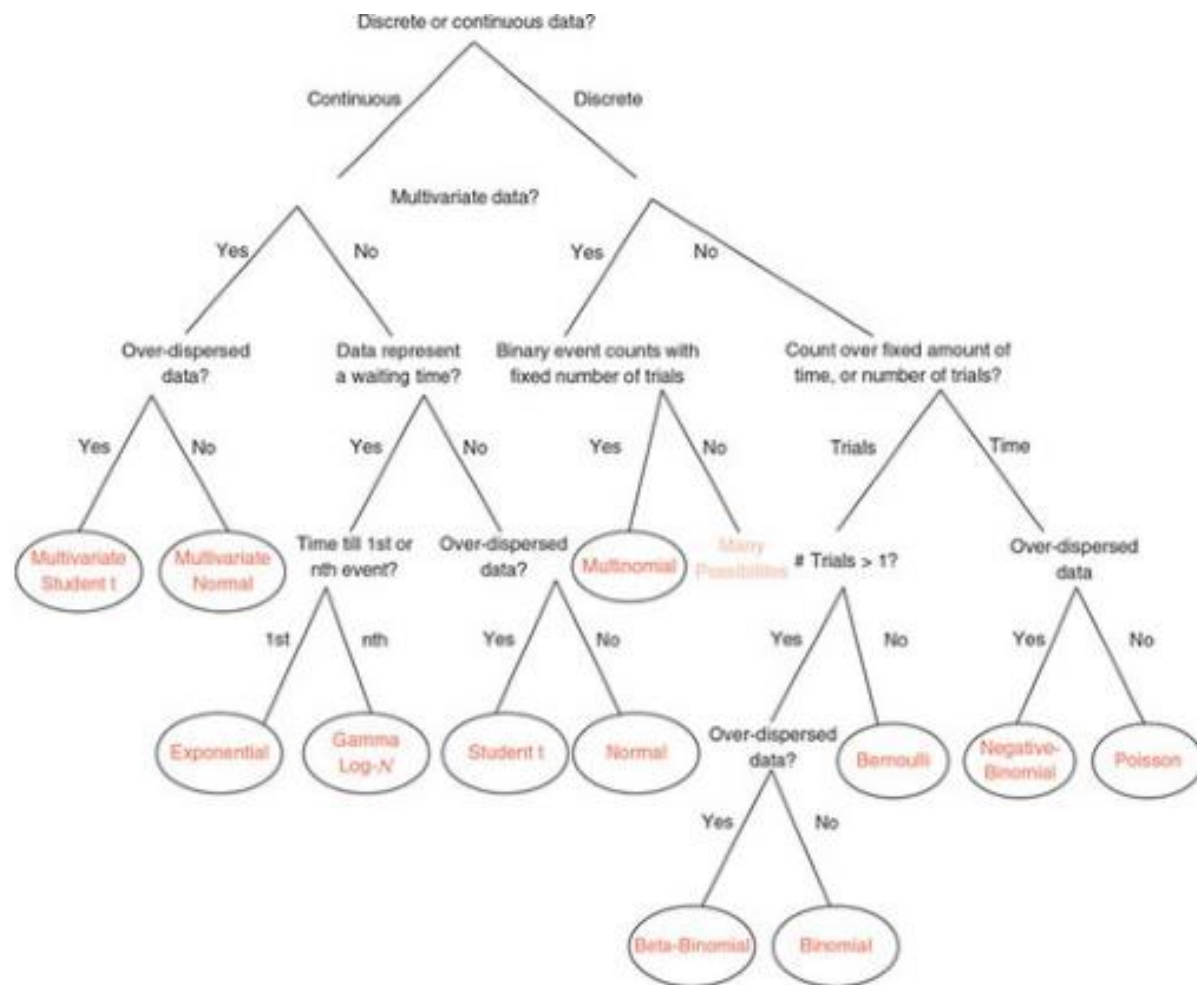 Discrete or continuous data?
Continuous
Discrete
Multivariate data?
Yes
No
Yes
No
Over-dispersed
data?
Data represent
a waiting time?
Binary event counts with
fixed number of trials
Count over fixed amount of
time, or number of trials?
Yes
No
Yes
No
Yes
No
Trials
Time
Multivariate
Student t
Multivariate
Normal
Time till 1st or
nth event?
Over-dispersed
data?
Multinomial
Many
Possibilities
# Trials > 1?
Over-dispersed
data
1st
nth
Yes
No
Yes
No
Yes
No
Exponential
Gamma
Log-N
Student t
Normal
Over-dispersed
data?
Bernoulli
Negative-
Binomial
Poisson
Yes
No
Beta-Binomial
Binomial